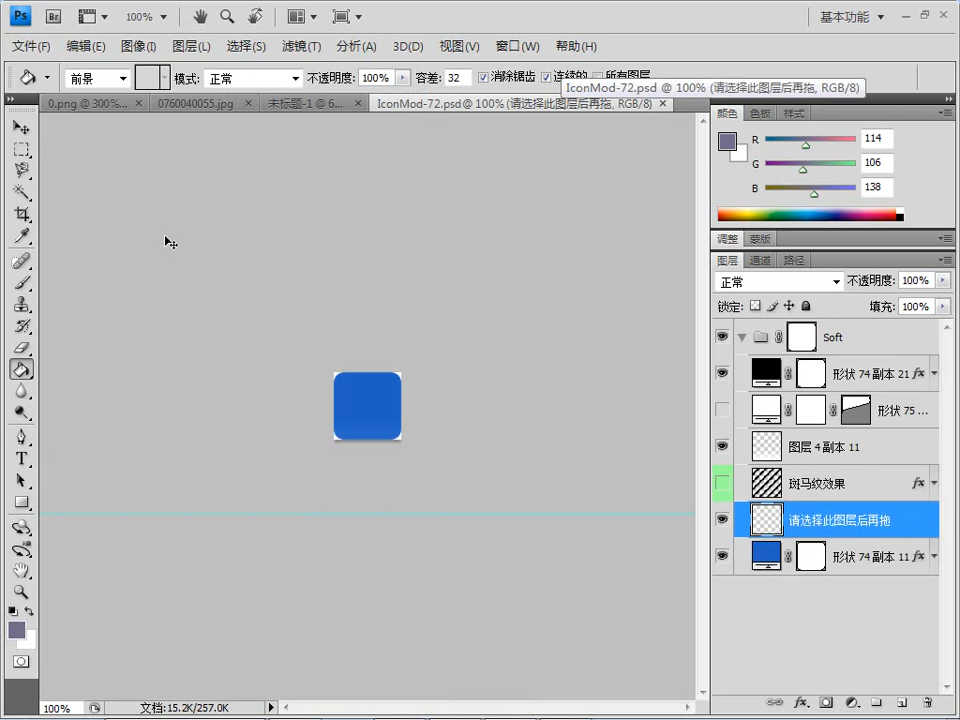 Ps Br 100% 基本功能
文件(F) 编辑(E) 图像(I) 图层(L) 选择(S) 滤镜(T) 分析(A) 3D(D) 视图(V) 窗口(W) 帮助(H)
前景 模式: 正常 不透明度: 100% 容差: 32 消除锯齿 连续的 所有图层
IconMod-72.psd @ 100% (请选择此图层后再拖, RGB/8)
0.png @ 300%... 0760040055.jpg 未标题-1 @ 6... IconMod-72.psd @ 100% (请选择此图层后再拖, RGB/8)
颜色 色板 样式
R 114
G 106
B 138
调整 蒙版
图层 通道 路径
正常 不透明度: 100%
锁定: 填充: 100%
Soft
形状 74 副本 21 fx
形状 75 ...
图层 4 副本 11
斑马纹效果 fx
请选择此图层后再拖
形状 74 副本 11 fx
T
100% 文档:15.2K/257.0K
fx.